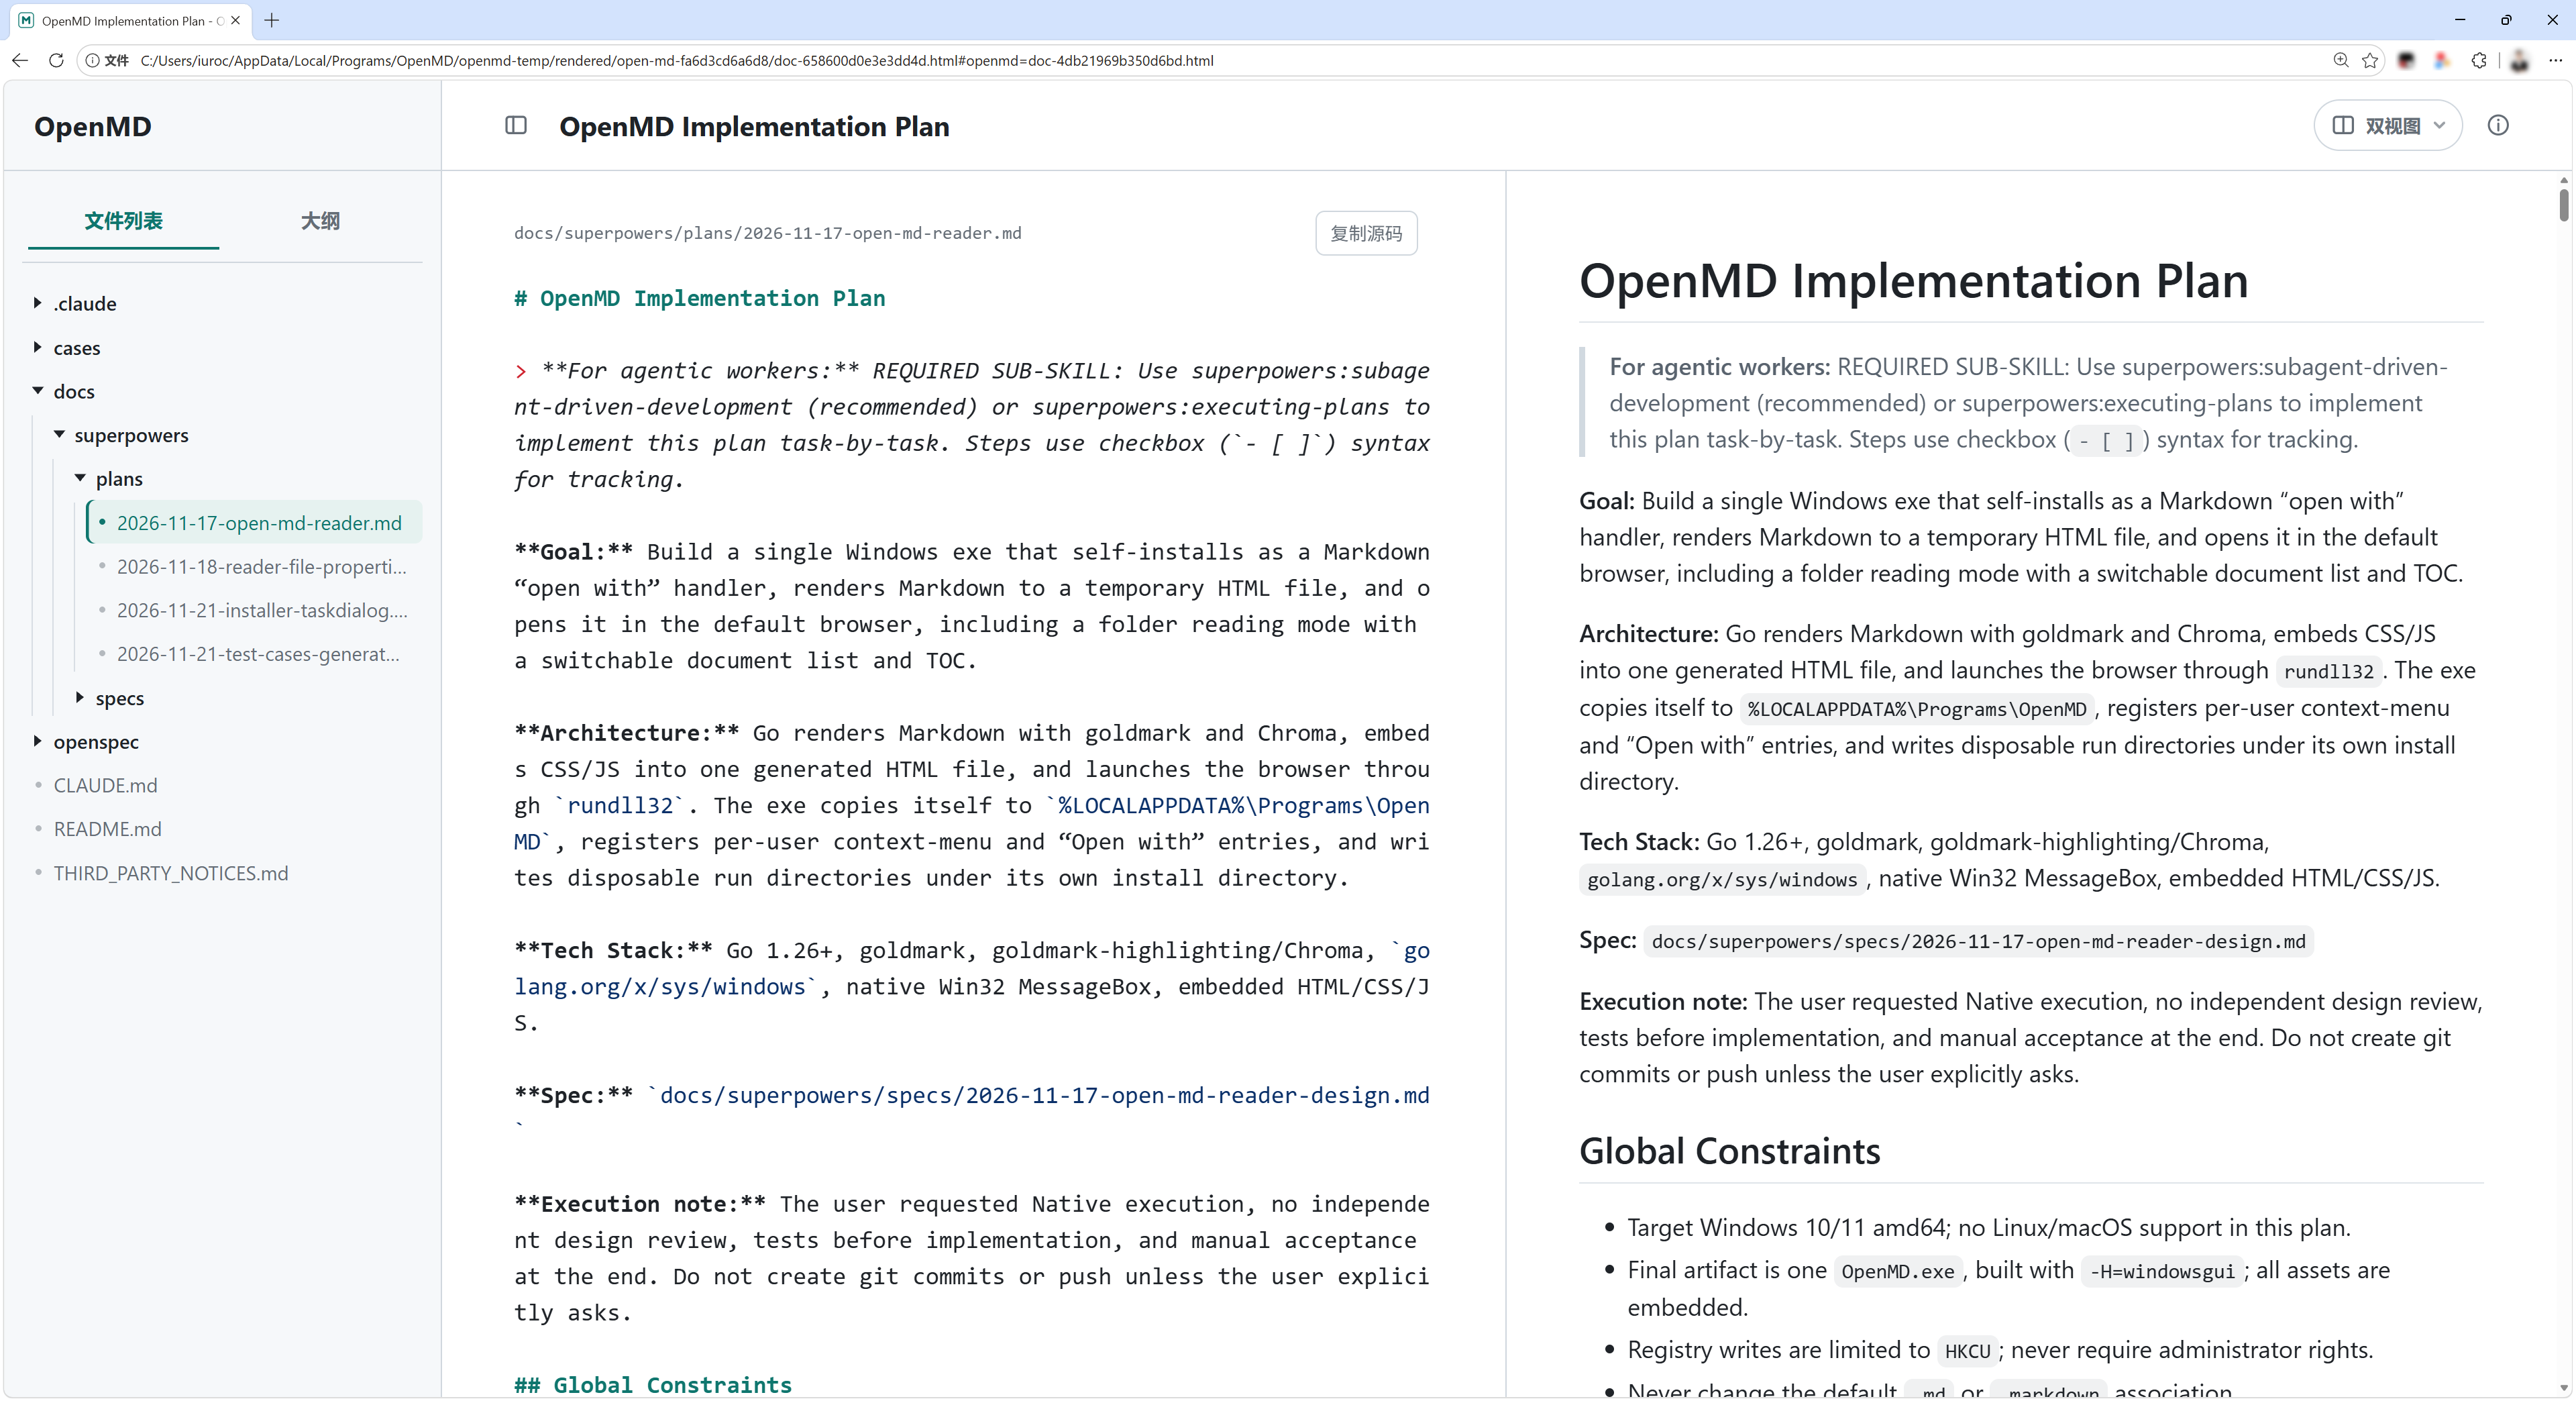 OpenMD Implementation Plan - O
文件 C:/Users/iuroc/AppData/Local/Programs/OpenMD/openmd-temp/rendered/open-md-fa6d3cd6a6d8/doc-658600d0e3e3dd4d.html#openmd=doc-4db21969b350d6bd.html
OpenMD
OpenMD Implementation Plan
双视图
文件列表
大纲
.claude
cases
docs
superpowers
plans
2026-11-17-open-md-reader.md
2026-11-18-reader-file-properti...
2026-11-21-installer-taskdialog....
2026-11-21-test-cases-generat...
specs
openspec
CLAUDE.md
README.md
THIRD_PARTY_NOTICES.md
docs/superpowers/plans/2026-11-17-open-md-reader.md
复制源码
# OpenMD Implementation Plan
> **For agentic workers:** REQUIRED SUB-SKILL: Use superpowers:subage
nt-driven-development (recommended) or superpowers:executing-plans to
implement this plan task-by-task. Steps use checkbox (`- [ ]`) syntax
for tracking.
**Goal:** Build a single Windows exe that self-installs as a Markdown
“open with” handler, renders Markdown to a temporary HTML file, and o
pens it in the default browser, including a folder reading mode with
a switchable document list and TOC.
**Architecture:** Go renders Markdown with goldmark and Chroma, embed
s CSS/JS into one generated HTML file, and launches the browser throu
gh `rundll32`. The exe copies itself to `%LOCALAPPDATA%\Programs\Open
MD`, registers per-user context-menu and “Open with” entries, and wri
tes disposable run directories under its own install directory.
**Tech Stack:** Go 1.26+, goldmark, goldmark-highlighting/Chroma, `go
lang.org/x/sys/windows`, native Win32 MessageBox, embedded HTML/CSS/J
S.
**Spec:** `docs/superpowers/specs/2026-11-17-open-md-reader-design.md
`
**Execution note:** The user requested Native execution, no independe
nt design review, tests before implementation, and manual acceptance
at the end. Do not create git commits or push unless the user explici
tly asks.
## Global Constraints
OpenMD Implementation Plan
For agentic workers: REQUIRED SUB-SKILL: Use superpowers:subagent-driven-
development (recommended) or superpowers:executing-plans to implement
this plan task-by-task. Steps use checkbox (- [ ]) syntax for tracking.
Goal: Build a single Windows exe that self-installs as a Markdown “open with”
handler, renders Markdown to a temporary HTML file, and opens it in the default
browser, including a folder reading mode with a switchable document list and TOC.
Architecture: Go renders Markdown with goldmark and Chroma, embeds CSS/JS
into one generated HTML file, and launches the browser through rundll32. The exe
copies itself to %LOCALAPPDATA%\Programs\OpenMD, registers per-user context-menu
and “Open with” entries, and writes disposable run directories under its own install
directory.
Tech Stack: Go 1.26+, goldmark, goldmark-highlighting/Chroma,
golang.org/x/sys/windows, native Win32 MessageBox, embedded HTML/CSS/JS.
Spec: docs/superpowers/specs/2026-11-17-open-md-reader-design.md
Execution note: The user requested Native execution, no independent design review,
tests before implementation, and manual acceptance at the end. Do not create git
commits or push unless the user explicitly asks.
Global Constraints
• Target Windows 10/11 amd64; no Linux/macOS support in this plan.
• Final artifact is one OpenMD.exe, built with -H=windowsgui; all assets are
embedded.
• Registry writes are limited to HKCU; never require administrator rights.
• Never change the default .md or .markdown association